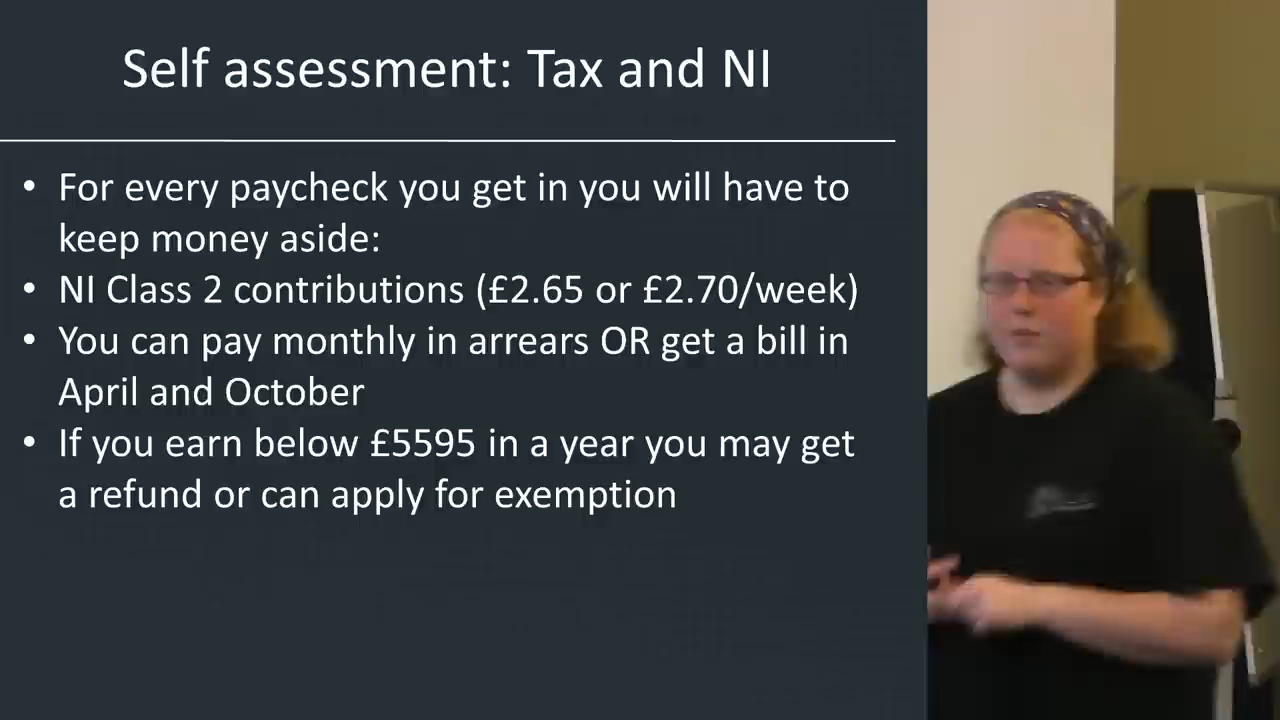 Self assessment: Tax and NI
• For every paycheck you get in you will have to
keep money aside:
• NI Class 2 contributions (£2.65 or £2.70/week)
• You can pay monthly in arrears OR get a bill in
April and October
• If you earn below £5595 in a year you may get
a refund or can apply for exemption